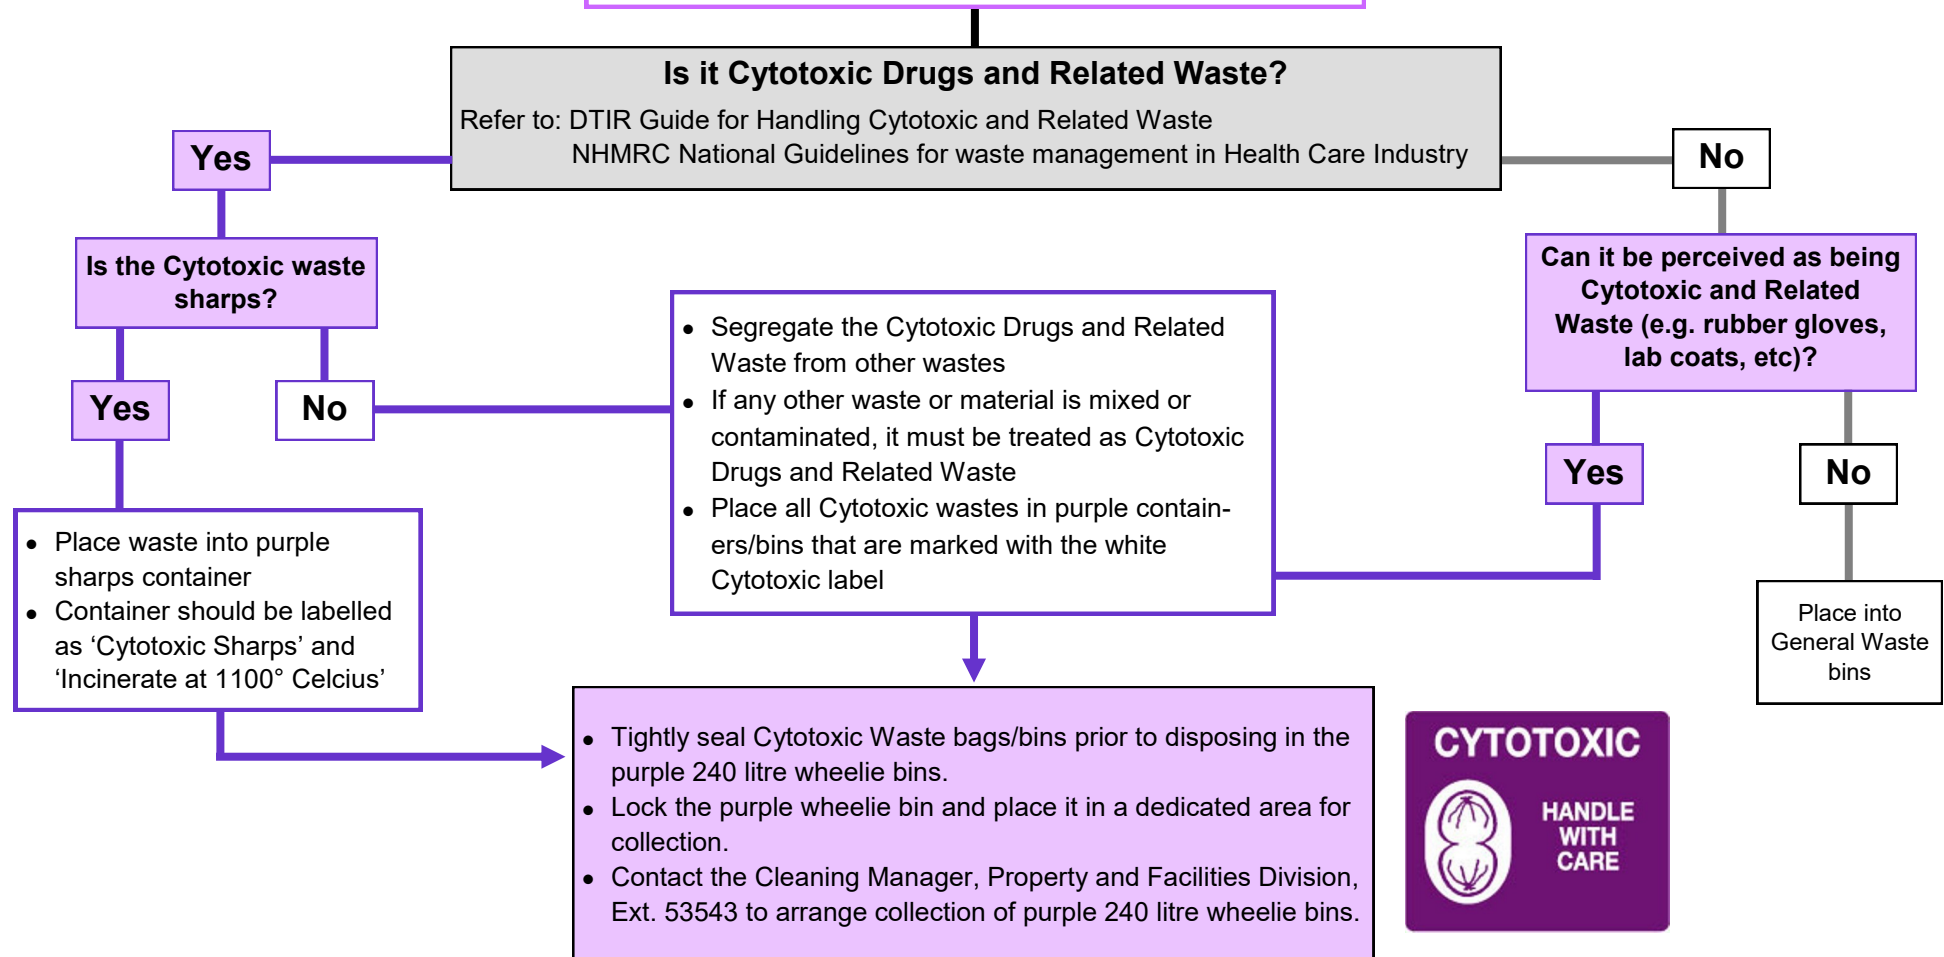 Is it Cytotoxic Drugs and Related Waste?
Refer to: DTIR Guide for Handling Cytotoxic and Related Waste
NHMRC National Guidelines for waste management in Health Care Industry
Yes
No
Is the Cytotoxic waste
sharps?
Can it be perceived as being
Cytotoxic and Related
Waste (e.g. rubber gloves,
lab coats, etc)?
Yes
No
• Segregate the Cytotoxic Drugs and Related
Waste from other wastes
• If any other waste or material is mixed or
contaminated, it must be treated as Cytotoxic
Drugs and Related Waste
• Place all Cytotoxic wastes in purple contain-
ers/bins that are marked with the white
Cytotoxic label
Yes
No
• Place waste into purple
sharps container
• Container should be labelled
as ‘Cytotoxic Sharps’ and
‘Incinerate at 1100° Celcius’
Place into
General Waste
bins
• Tightly seal Cytotoxic Waste bags/bins prior to disposing in the
purple 240 litre wheelie bins.
• Lock the purple wheelie bin and place it in a dedicated area for
collection.
• Contact the Cleaning Manager, Property and Facilities Division,
Ext. 53543 to arrange collection of purple 240 litre wheelie bins.
CYTOTOXIC
HANDLE
WITH
CARE